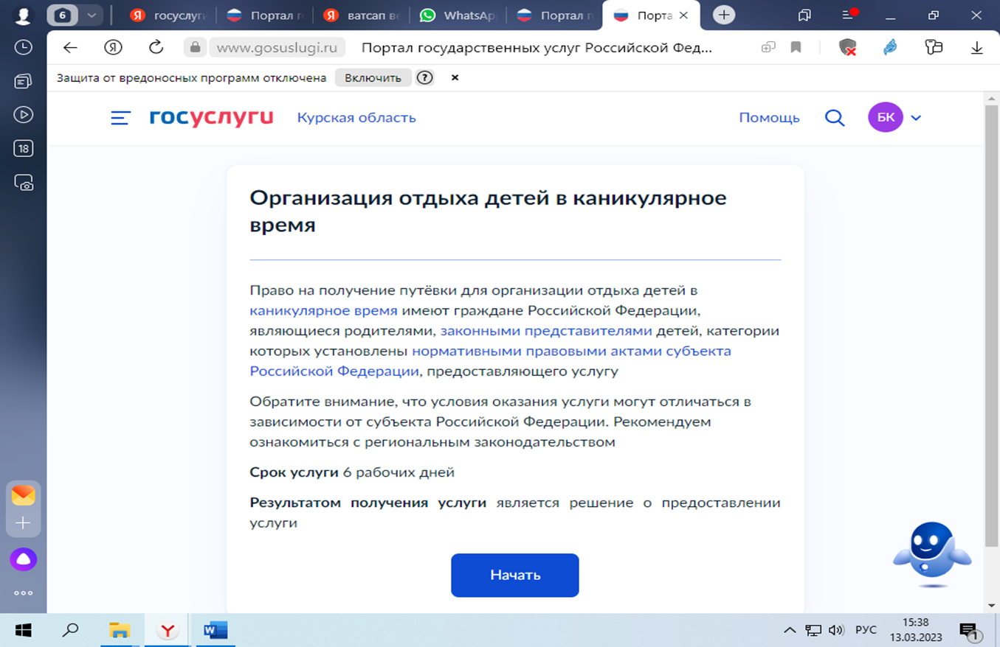 6
Я госуслуги
Портал г
Я ватсап ве
WhatsApp
Портал г
Порта
Я
www.gosuslugi.ru
Портал государственных услуг Российской Фед...
Защита от вредоносных программ отключена
Включить
?
18
госуслуги
Курская область
Помощь
БК
Организация отдыха детей в каникулярное
время
Право на получение путёвки для организации отдыха детей в
каникулярное время имеют граждане Российской Федерации,
являющиеся родителями, законными представителями детей, категории
которых установлены нормативными правовыми актами субъекта
Российской Федерации, предоставляющего услугу
Обратите внимание, что условия оказания услуги могут отличаться в
зависимости от субъекта Российской Федерации. Рекомендуем
ознакомиться с региональным законодательством
Срок услуги 6 рабочих дней
Результатом получения услуги является решение о предоставлении
услуги
Начать
РУС
15:38
13.03.2023
1